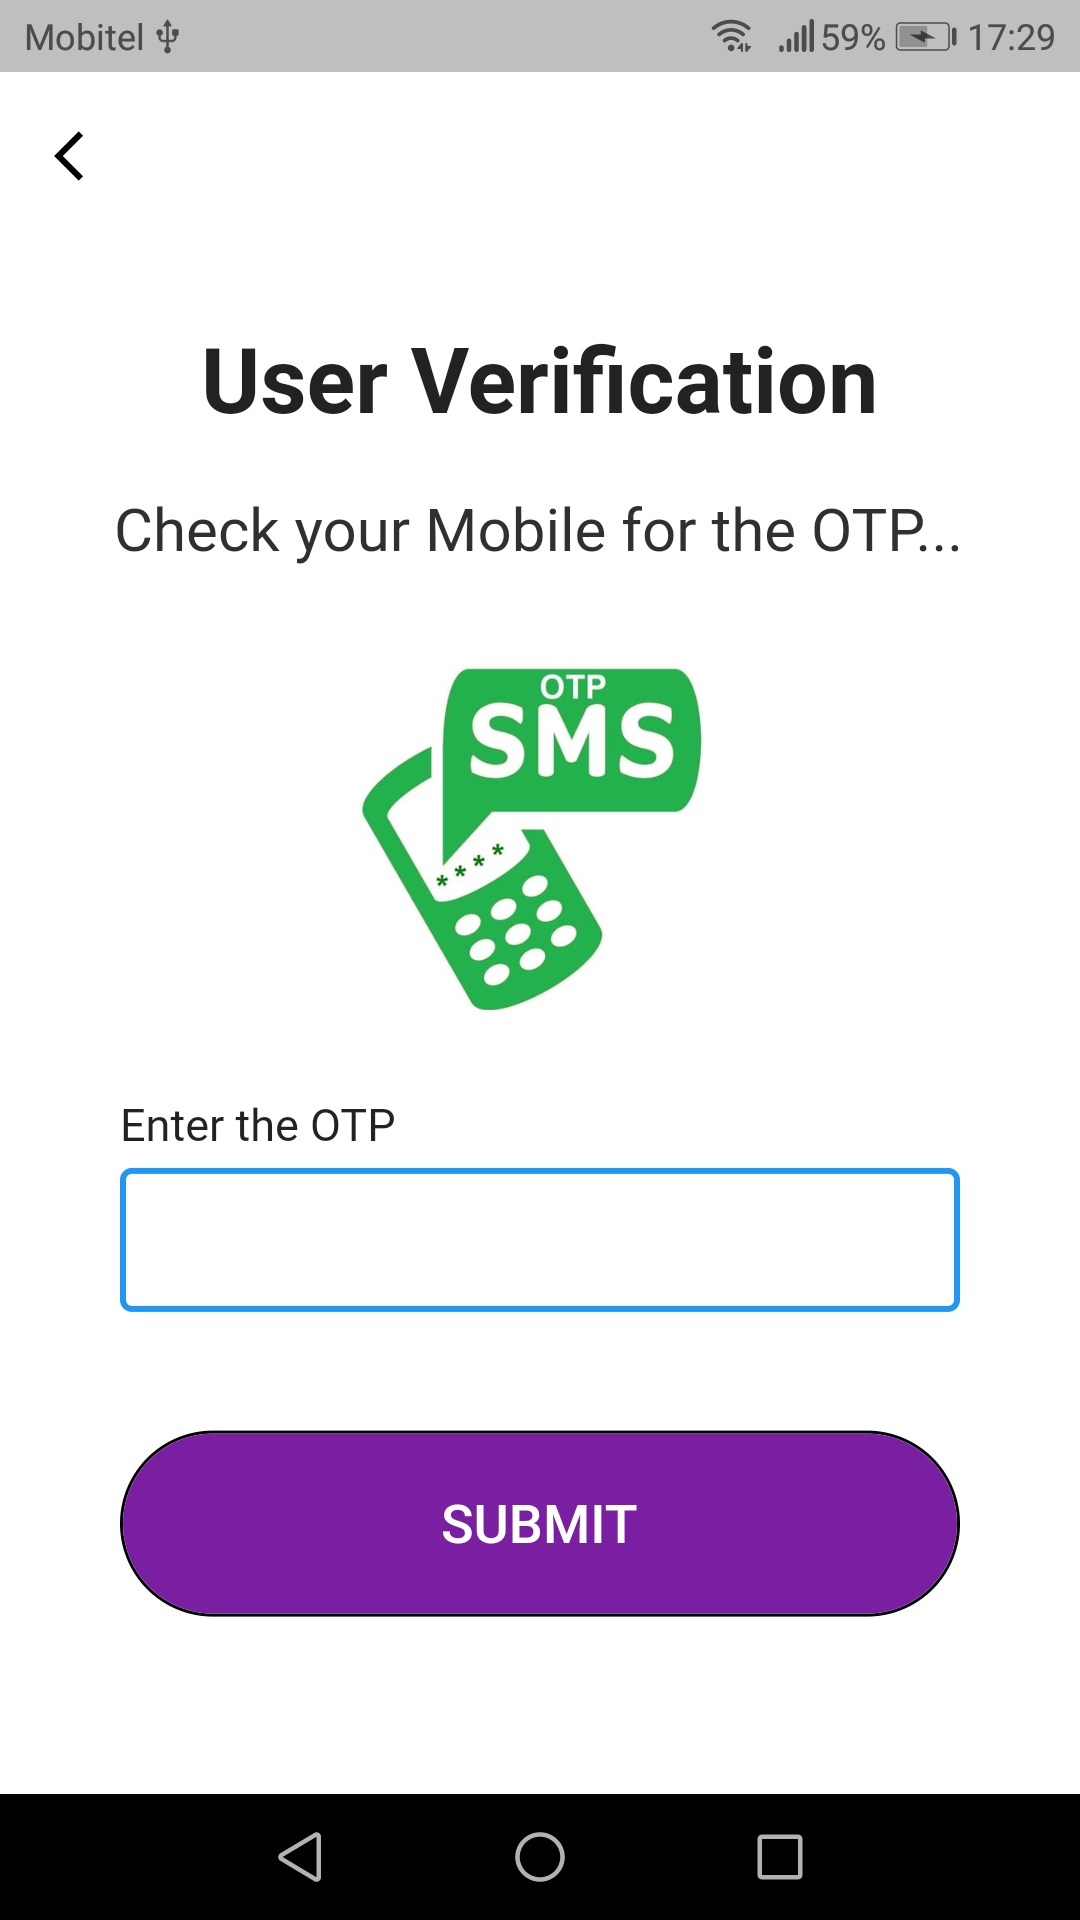 Mobitel 59% 17:29
User Verification
Check your Mobile for the OTP...
OTP
SMS
****
Enter the OTP
SUBMIT